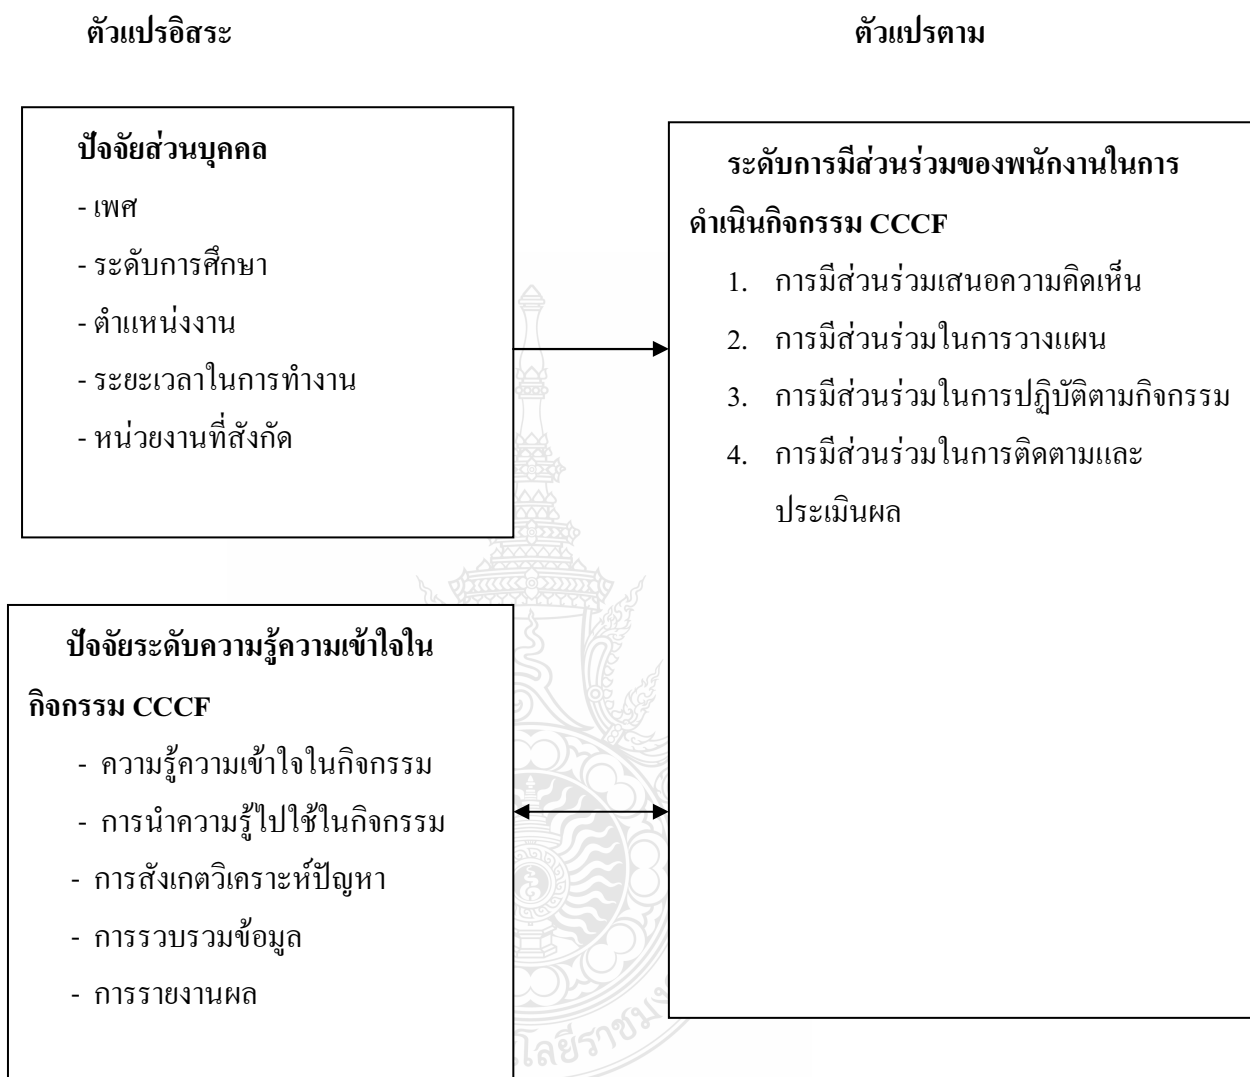 ตัวแปรอิสระ
ตัวแปรตาม
ปัจจัยส่วนบุคคล
- เพศ
- ระดับการศึกษา
- ตำแหน่งงาน
- ระยะเวลาในการทำงาน
- หน่วยงานที่สังกัด
ปัจจัยระดับความรู้ความเข้าใจใน
กิจกรรม CCCF
- ความรู้ความเข้าใจในกิจกรรม
- การนำความรู้ไปใช้ในกิจกรรม
- การสังเกตวิเคราะห์ปัญหา
- การรวบรวมข้อมูล
- การรายงานผล
ระดับการมีส่วนร่วมของพนักงานในการ
ดำเนินกิจกรรม CCCF
1. การมีส่วนร่วมเสนอความคิดเห็น
2. การมีส่วนร่วมในการวางแผน
3. การมีส่วนร่วมในการปฏิบัติตามกิจกรรม
4. การมีส่วนร่วมในการติดตามและ
ประเมินผล
โลยีราชม